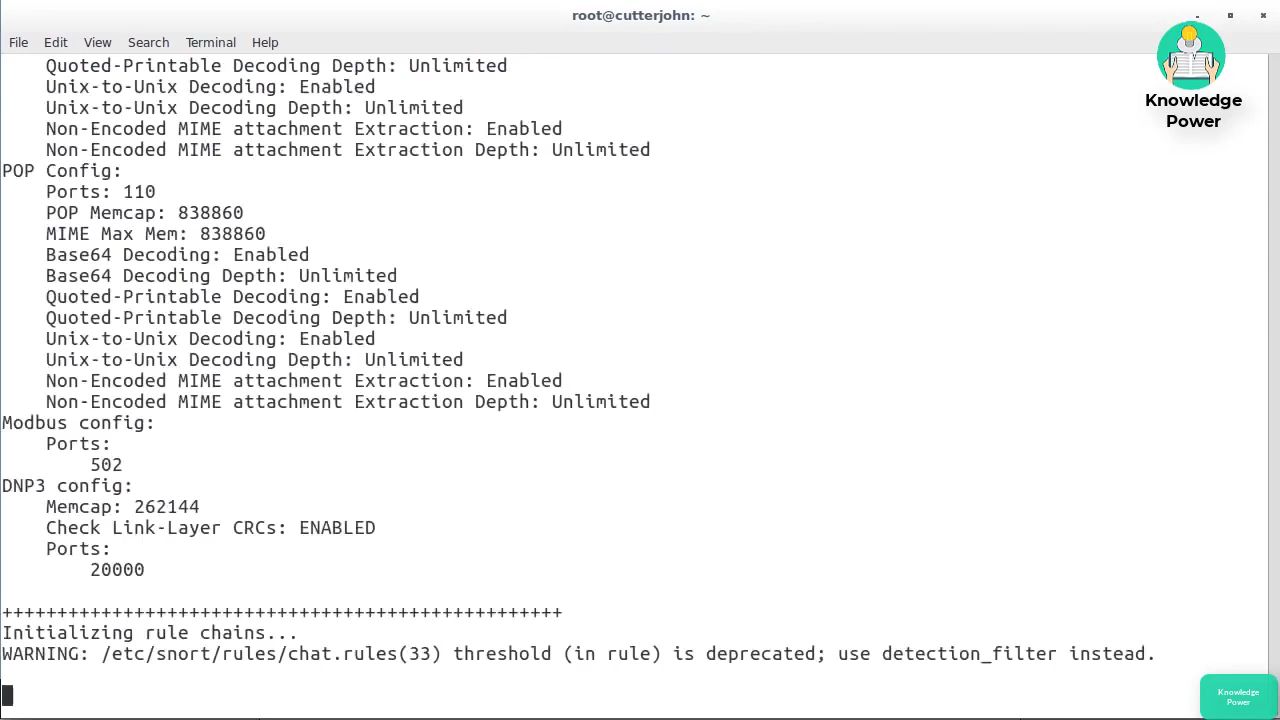 root@cutterjohn: ~
File Edit View Search Terminal Help
Quoted-Printable Decoding Depth: Unlimited
Unix-to-Unix Decoding: Enabled
Unix-to-Unix Decoding Depth: Unlimited
Non-Encoded MIME attachment Extraction: Enabled
Non-Encoded MIME attachment Extraction Depth: Unlimited
POP Config:
Ports: 110
POP Memcap: 838860
MIME Max Mem: 838860
Base64 Decoding: Enabled
Base64 Decoding Depth: Unlimited
Quoted-Printable Decoding: Enabled
Quoted-Printable Decoding Depth: Unlimited
Unix-to-Unix Decoding: Enabled
Unix-to-Unix Decoding Depth: Unlimited
Non-Encoded MIME attachment Extraction: Enabled
Non-Encoded MIME attachment Extraction Depth: Unlimited
Modbus config:
Ports:
502
DNP3 config:
Memcap: 262144
Check Link-Layer CRCs: ENABLED
Ports:
20000
+++++++++++++++++++++++++++++++++++++++++++++++++++
Initializing rule chains...
WARNING: /etc/snort/rules/chat.rules(33) threshold (in rule) is deprecated; use detection_filter instead.
Knowledge
Power
Knowledge
Power